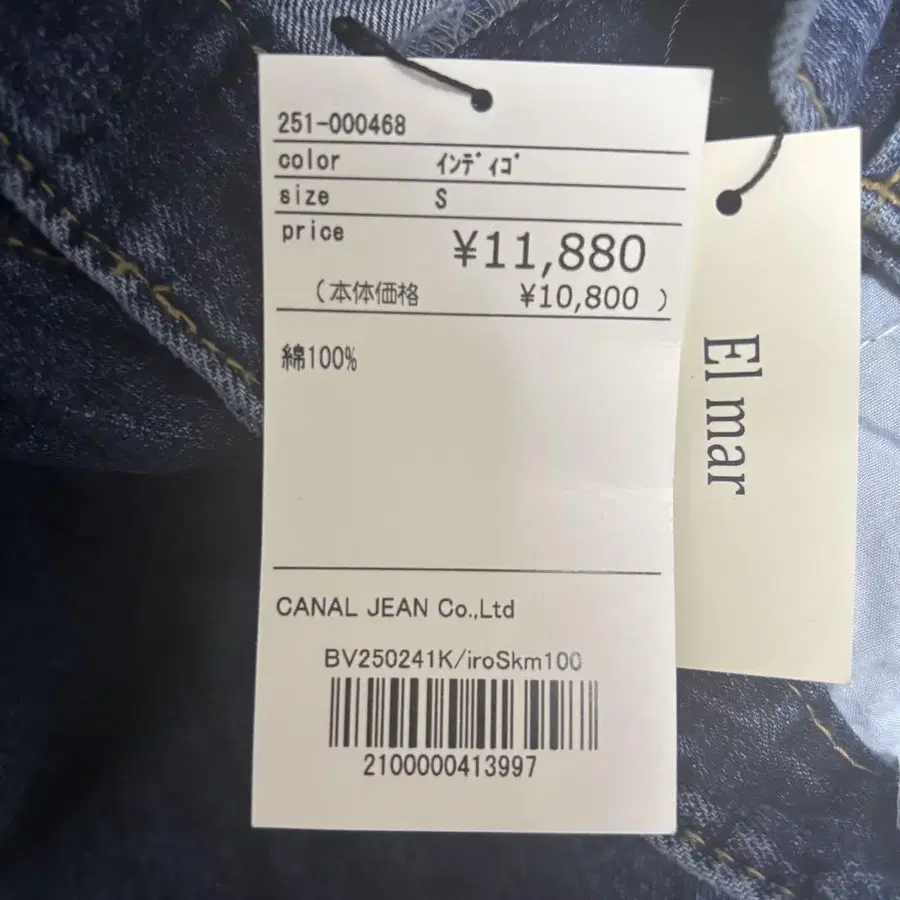 251-000468
color ｲﾝﾃﾞｨｺﾞ
size S
price ¥11,880
(本体価格 ¥10,800 )
綿100%
CANAL JEAN Co.,Ltd
BV250241K/iroSkm100
2100000413997
El mar